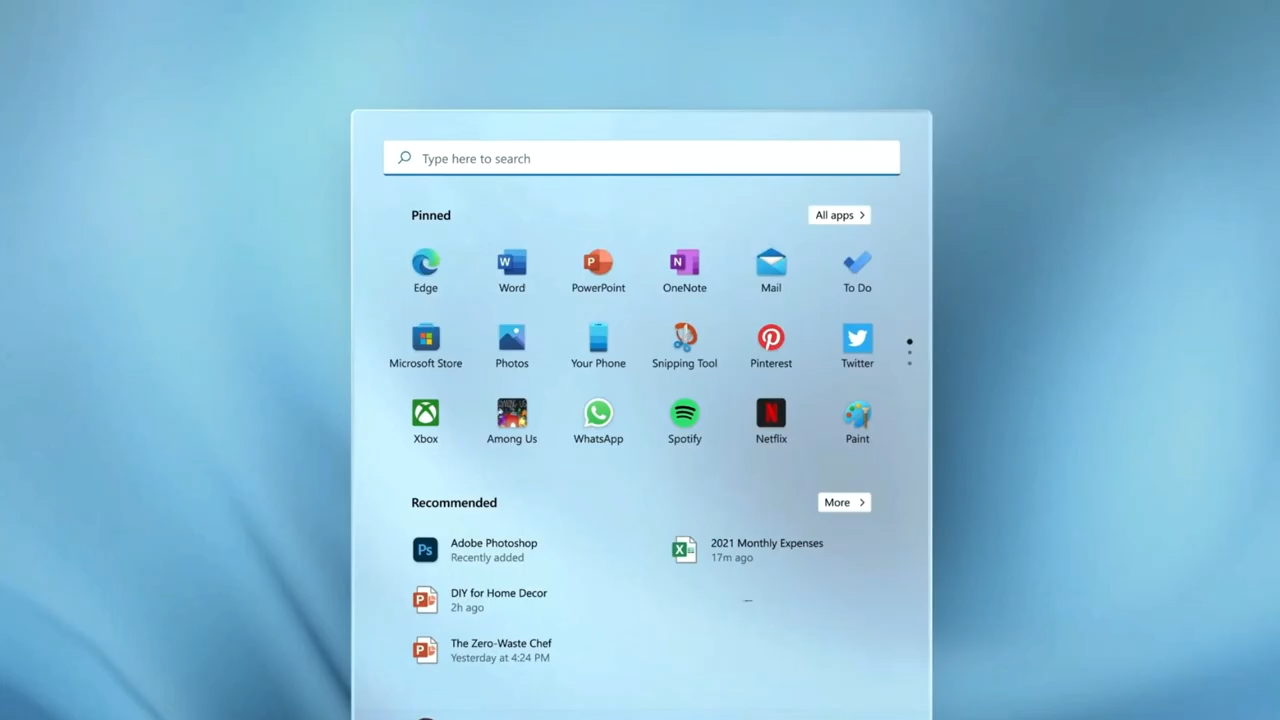 Type here to search
Pinned
All apps
Edge
Word
PowerPoint
OneNote
Mail
To Do
Microsoft Store
Photos
Your Phone
Snipping Tool
Pinterest
Twitter
Xbox
Among Us
WhatsApp
Spotify
Netflix
Paint
Recommended
More
Adobe Photoshop
Recently added
2021 Monthly Expenses
17m ago
DIY for Home Decor
2h ago
The Zero-Waste Chef
Yesterday at 4:24 PM